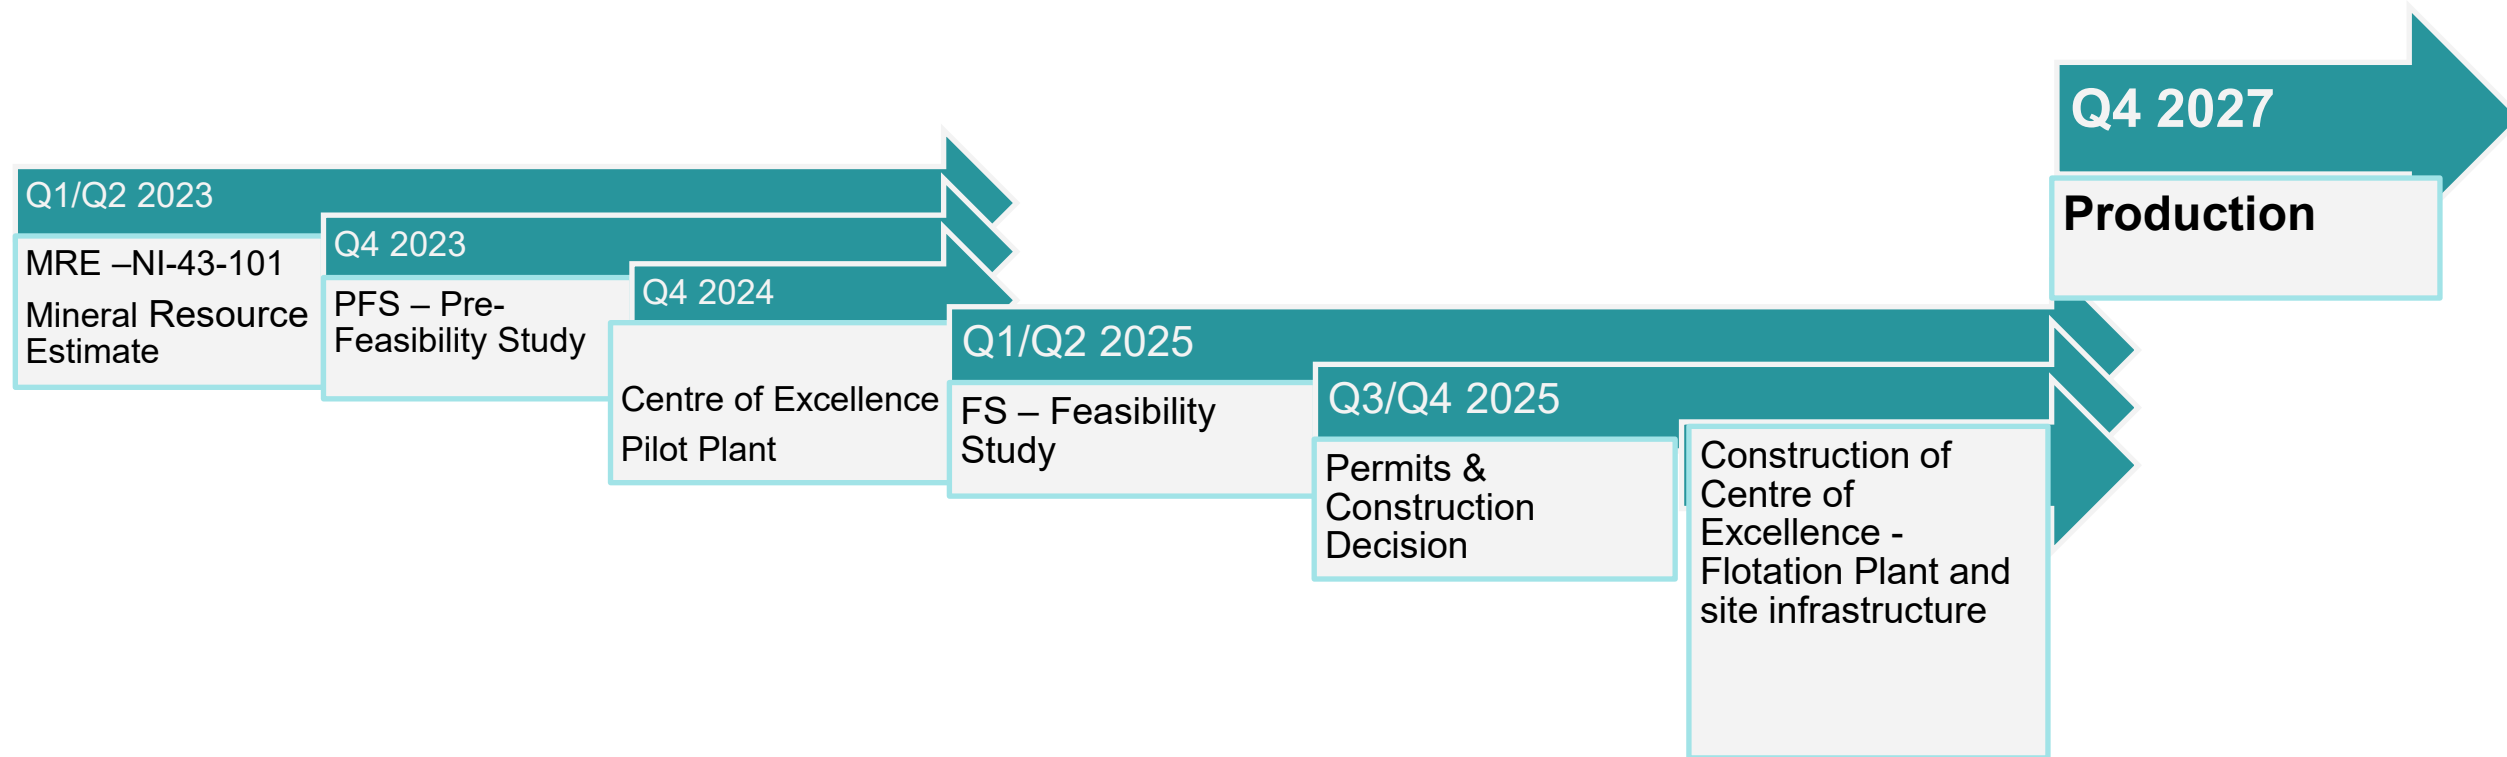 Q1/Q2 2023
MRE –NI-43-101
Mineral Resource
Estimate
Q4 2023
PFS – Pre-
Feasibility Study
Q4 2024
Centre of Excellence
Pilot Plant
Q1/Q2 2025
FS – Feasibility
Study
Q3/Q4 2025
Permits &
Construction
Decision
Construction of
Centre of
Excellence -
Flotation Plant and
site infrastructure
Q4 2027
Production